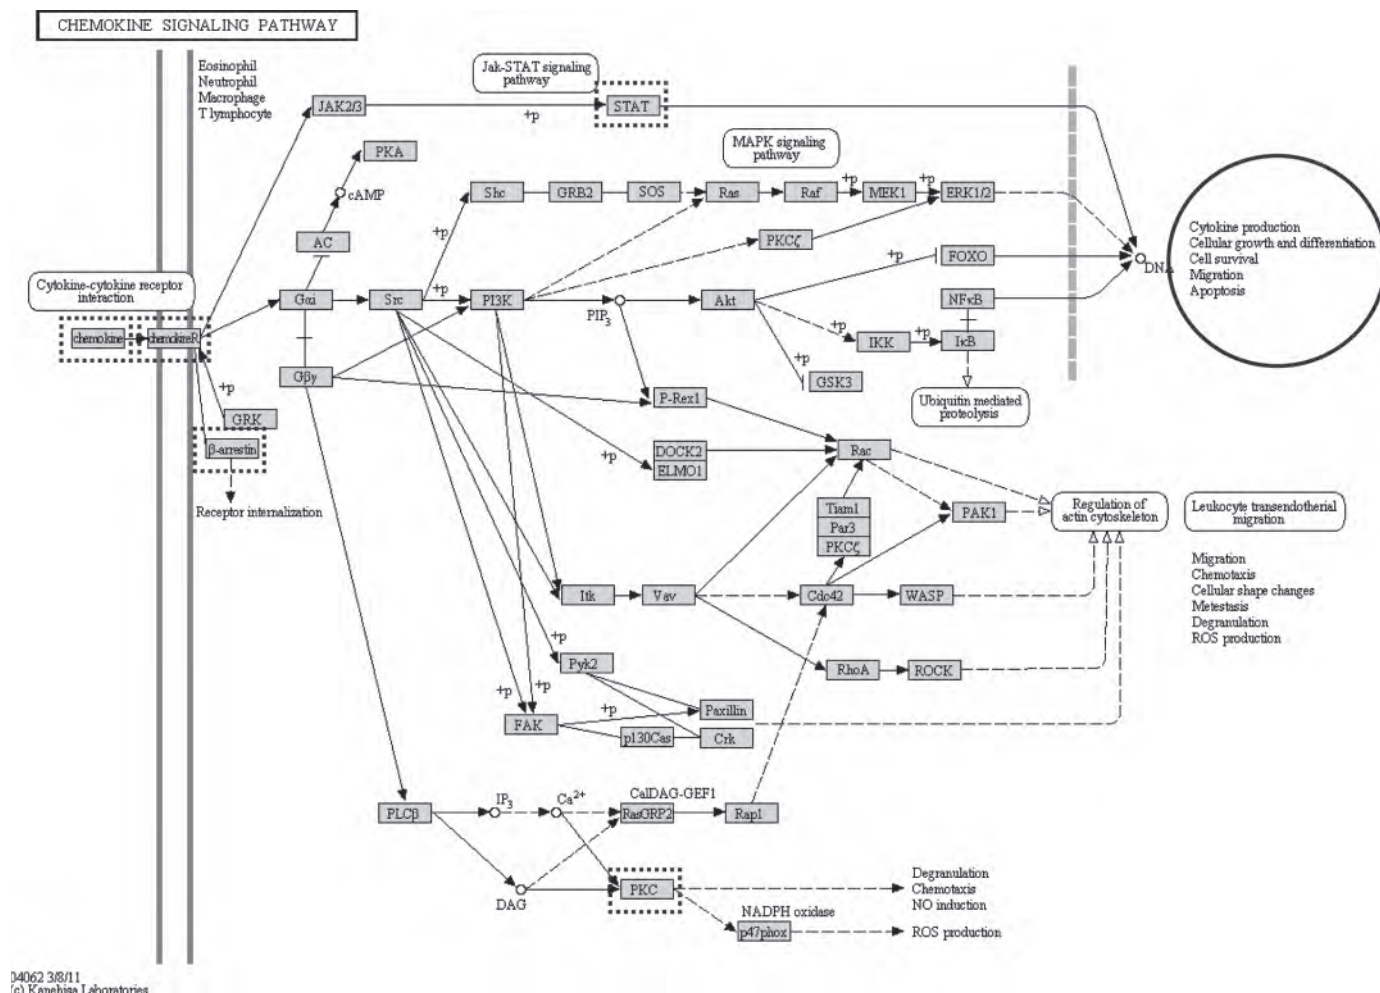 CHEMOKINE SIGNALING PATHWAY
Eosinophil
Neutrophil
Macrophage
T lymphocyte
Jak-STAT signaling
pathway
JAK2/3
+p
STAT
MAPK signaling
pathway
PKA
cAMP
AC
Shc
GRB2
SOS
Ras
Raf
+p
MEK1
+p
ERK1/2
+p
PKCζ
+p
FOXO
DNA
Cytokine production
Cellular growth and differentiation
Cell survival
Migration
Apoptosis
Cytokine-cytokine receptor
interaction
chemokine
chemokineR
Gαi
Src
+p
PI3K
PIP3
Akt
NFκB
+p
IKK
+p
IκB
+p
GSK3
Gβγ
+p
GRK
β-arrestin
Receptor internalization
P-Rex1
Ubiquitin mediated
proteolysis
+p
DOCK2
ELMO1
Rac
Tiam1
Par3
PKCζ
PAK1
Regulation of
actin cytoskeleton
Leukocyte transendotherial
migration
Migration
Chemotaxis
Cellular shape changes
Metestasis
Degranulation
ROS production
Itk
Vav
Cdc42
WASP
+p
Pyk2
RhoA
ROCK
+p
+p
FAK
+p
Paxillin
p130Cas
Crk
PLCβ
IP3
Ca2+
CalDAG-GEF1
RasGRP2
Rap1
DAG
PKC
Degranulation
Chemotaxis
NO induction
NADPH oxidase
p47phox
ROS production
04062 3/8/11
(c) Kanehisa Laboratories